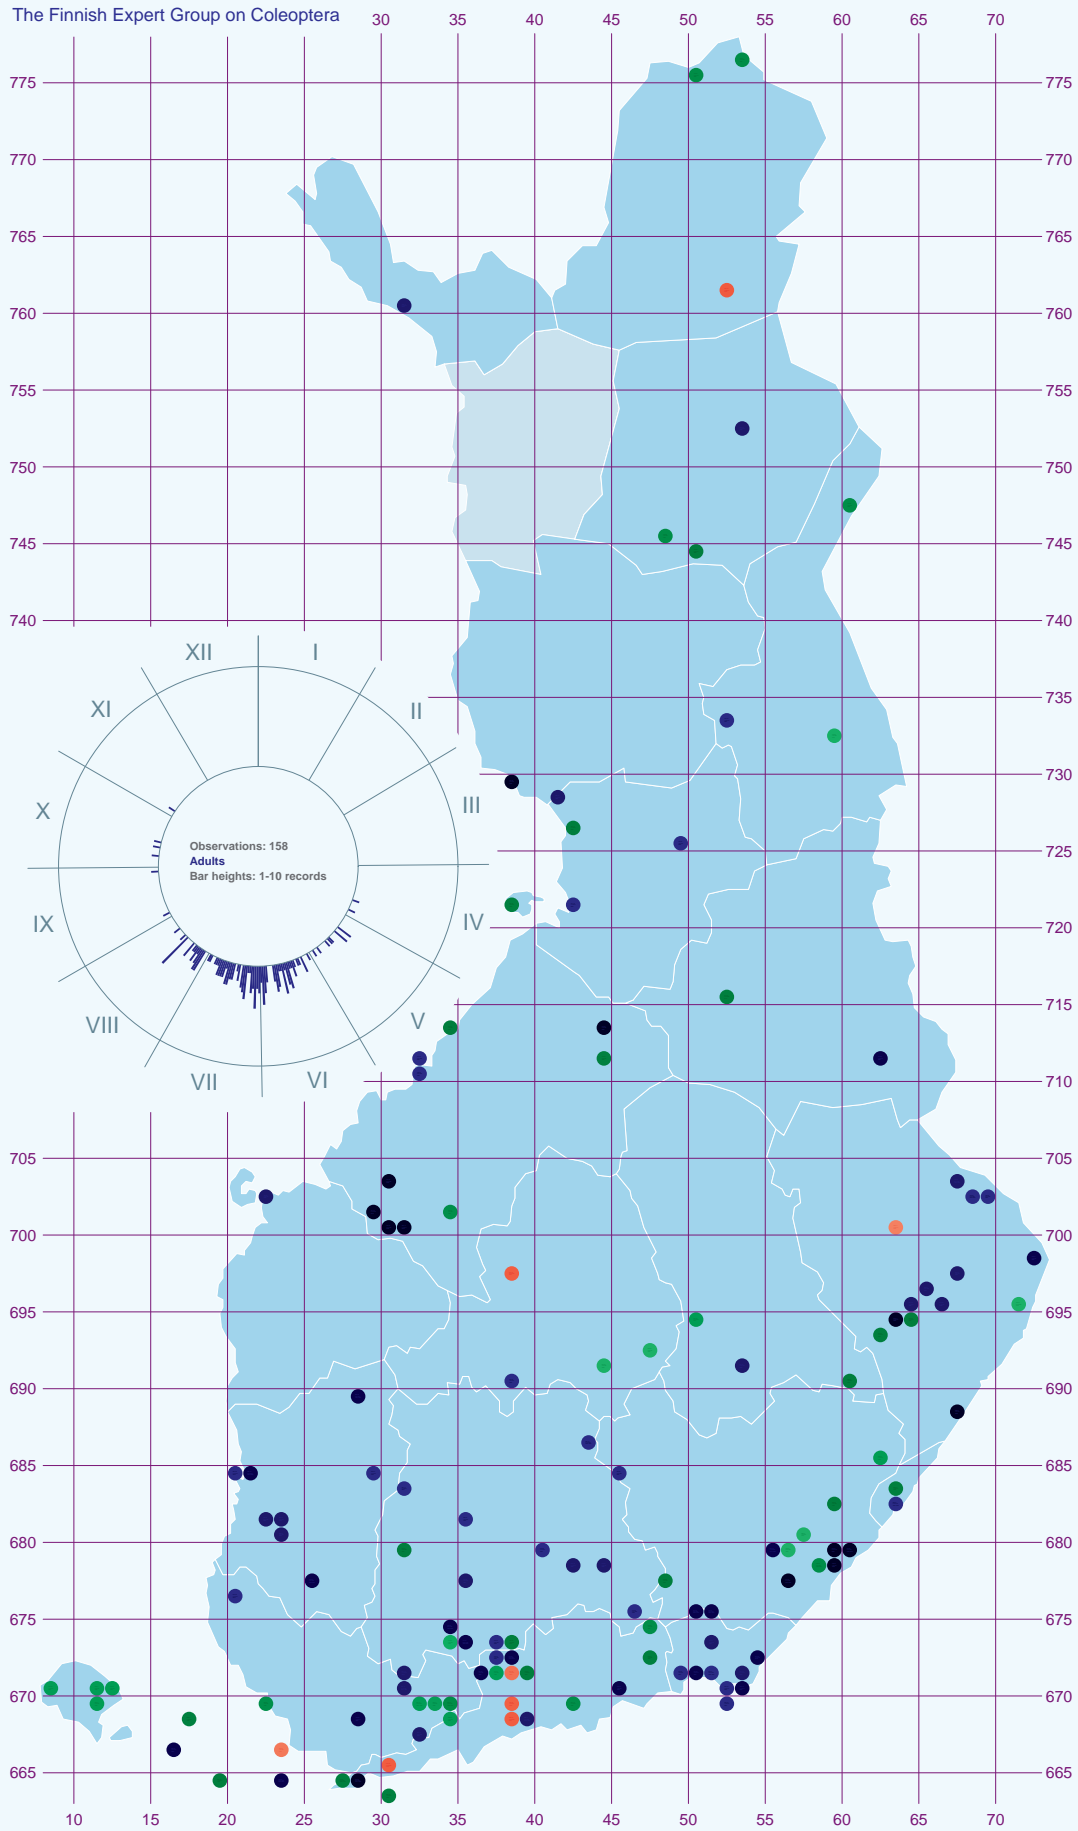 The Finnish Expert Group on Coleoptera
30 40 45 50 55 60 70
775 775
770 770
765 765
760 760
755 755
750 750
745 745
740 740
XII I
XI II
735
730
X III
Observations: 158
Adults
Bar heights: 1-10 records
725
IX IV
720
715
VIII V
VII VI
710
705 705
700 700
695 695
690 690
685 685
680 680
675 675
670 670
665 665
10 15 20 25 30 35 40 45 50 55 60 70